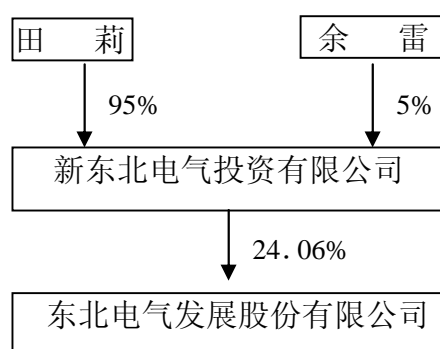 田 莉 余 雷
95% 5%
新东北电气投资有限公司
24.06%
东北电气发展股份有限公司